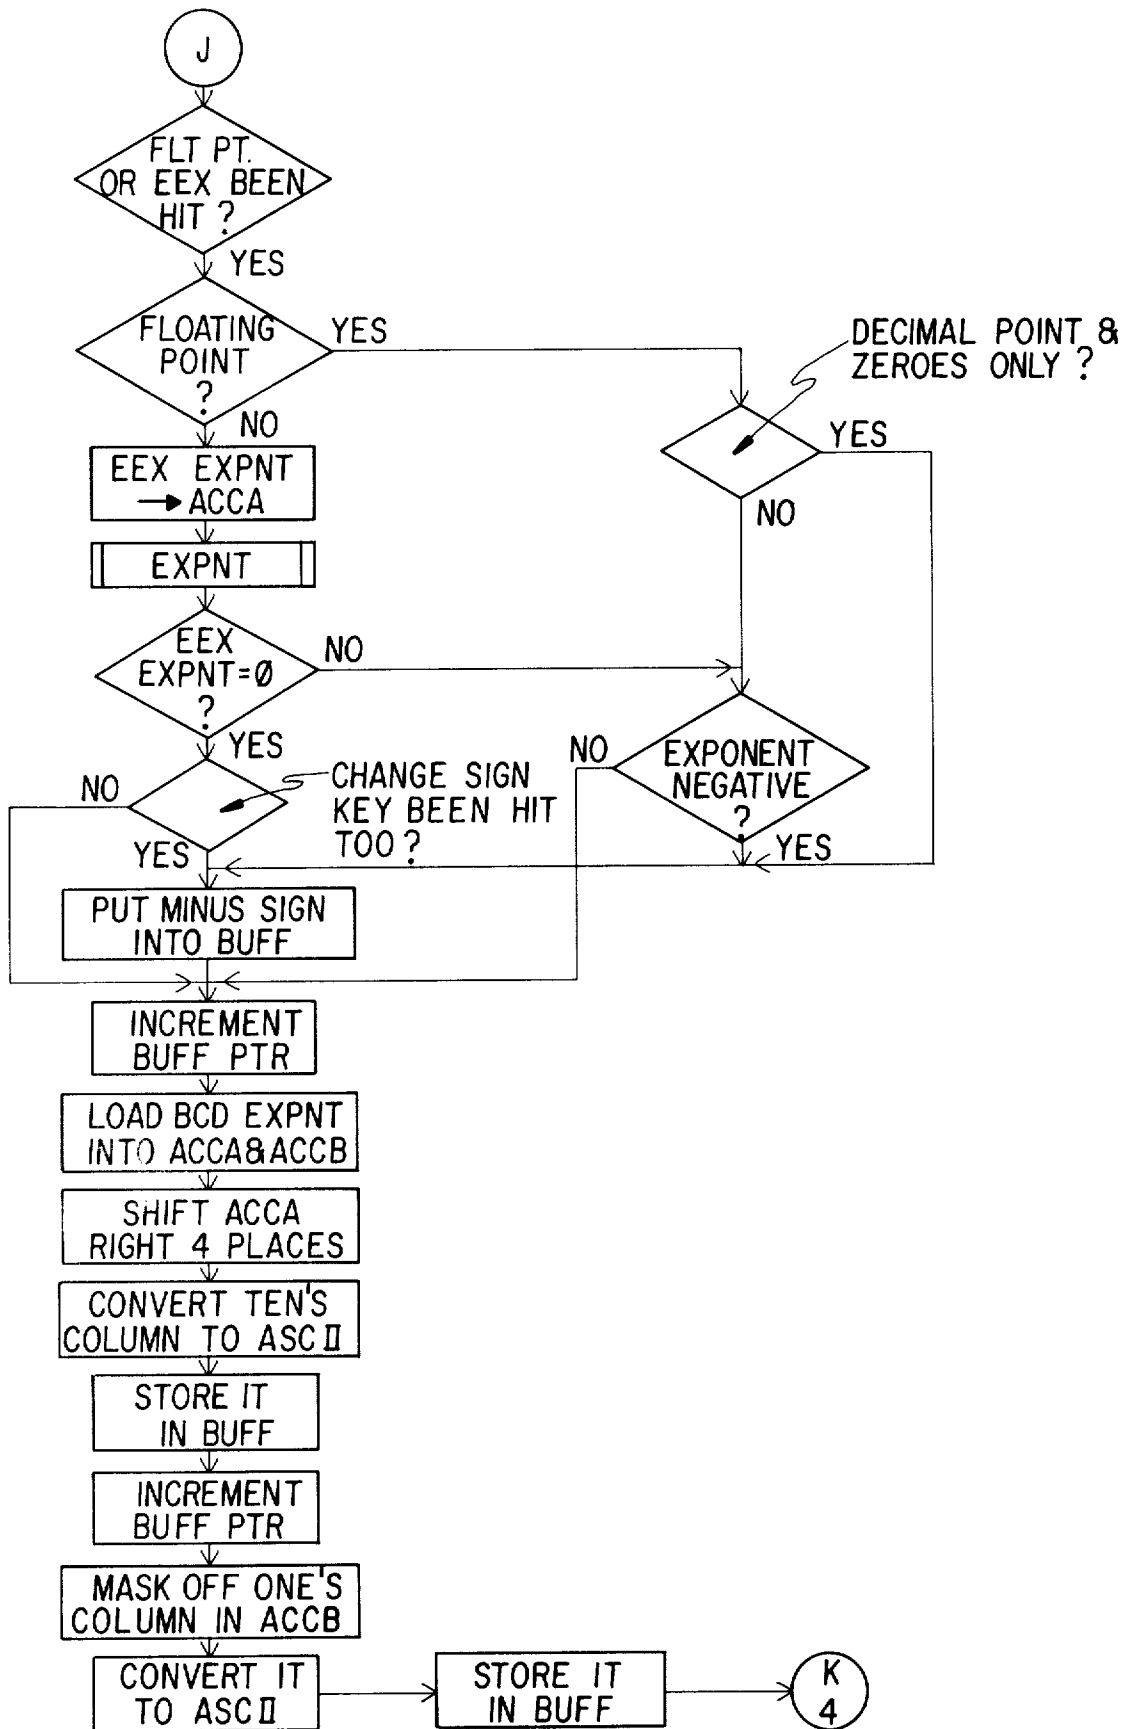 J
FLT PT.
OR EEX BEEN
HIT ?
YES
FLOATING
POINT
?
YES
NO
DECIMAL POINT &
ZEROES ONLY ?
YES
NO
EEX EXPNT
→ ACCA
EXPNT
EEX
EXPNT=Ø
?
NO
YES
EXPONENT
NEGATIVE
?
NO
YES
CHANGE SIGN
KEY BEEN HIT
TOO ?
NO
YES
PUT MINUS SIGN
INTO BUFF
INCREMENT
BUFF PTR
LOAD BCD EXPNT
INTO ACCA&ACCB
SHIFT ACCA
RIGHT 4 PLACES
CONVERT TEN'S
COLUMN TO ASCII
STORE IT
IN BUFF
INCREMENT
BUFF PTR
MASK OFF ONE'S
COLUMN IN ACCB
CONVERT IT
TO ASCII
STORE IT
IN BUFF
K
4